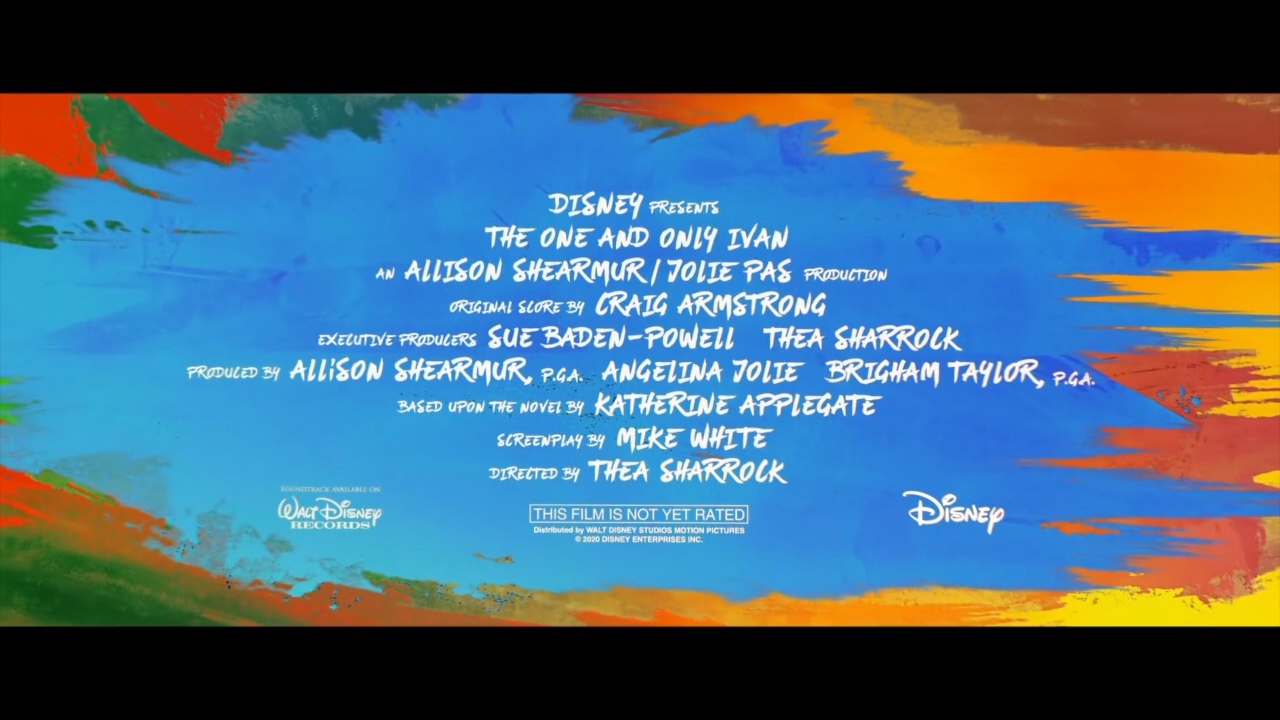 DISNEY PRESENTS
THE ONE AND ONLY IVAN
AN ALLISON SHEARMUR / JOLIE PAS PRODUCTION
ORIGINAL SCORE BY CRAIG ARMSTRONG
EXECUTIVE PRODUCERS SUE BADEN-POWELL THEA SHARROCK
PRODUCED BY ALLISON SHEARMUR, P.G.A. ANGELINA JOLIE BRIGHAM TAYLOR, P.G.A.
BASED UPON THE NOVEL BY KATHERINE APPLEGATE
SCREENPLAY BY MIKE WHITE
DIRECTED BY THEA SHARROCK
SOUNDTRACK AVAILABLE ON
WALT DISNEY
RECORDS
THIS FILM IS NOT YET RATED
Distributed by WALT DISNEY STUDIOS MOTION PICTURES
© 2020 DISNEY ENTERPRISES INC.
DISNEY